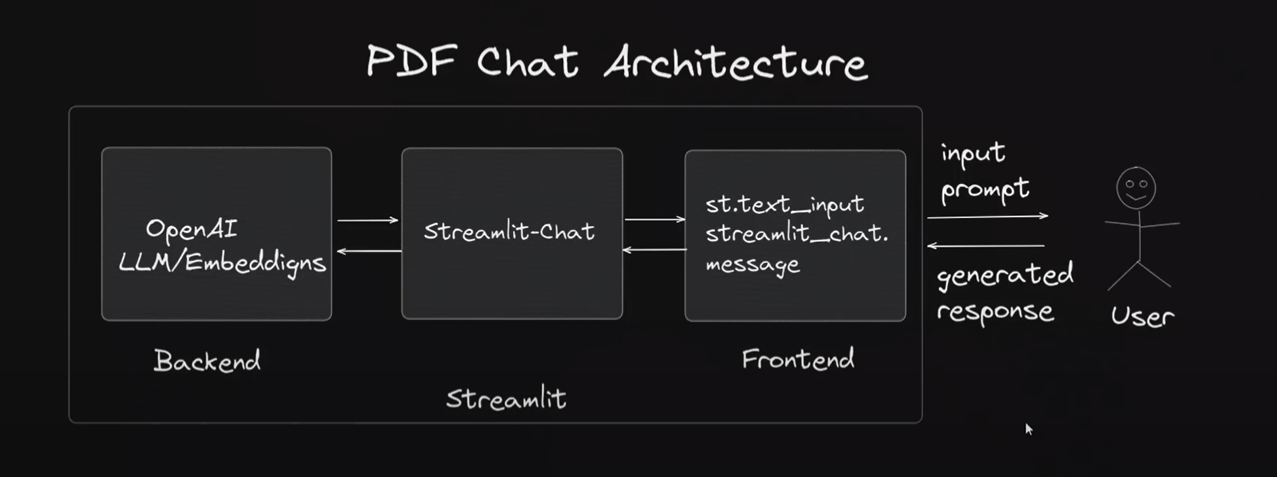 PDF Chat Architecture
OpenAI
LLM/Embeddigns
Backend
Streamlit-Chat
st.text_input
streamlit_chat.
message
Frontend
Streamlit
input
prompt
generated
response
User